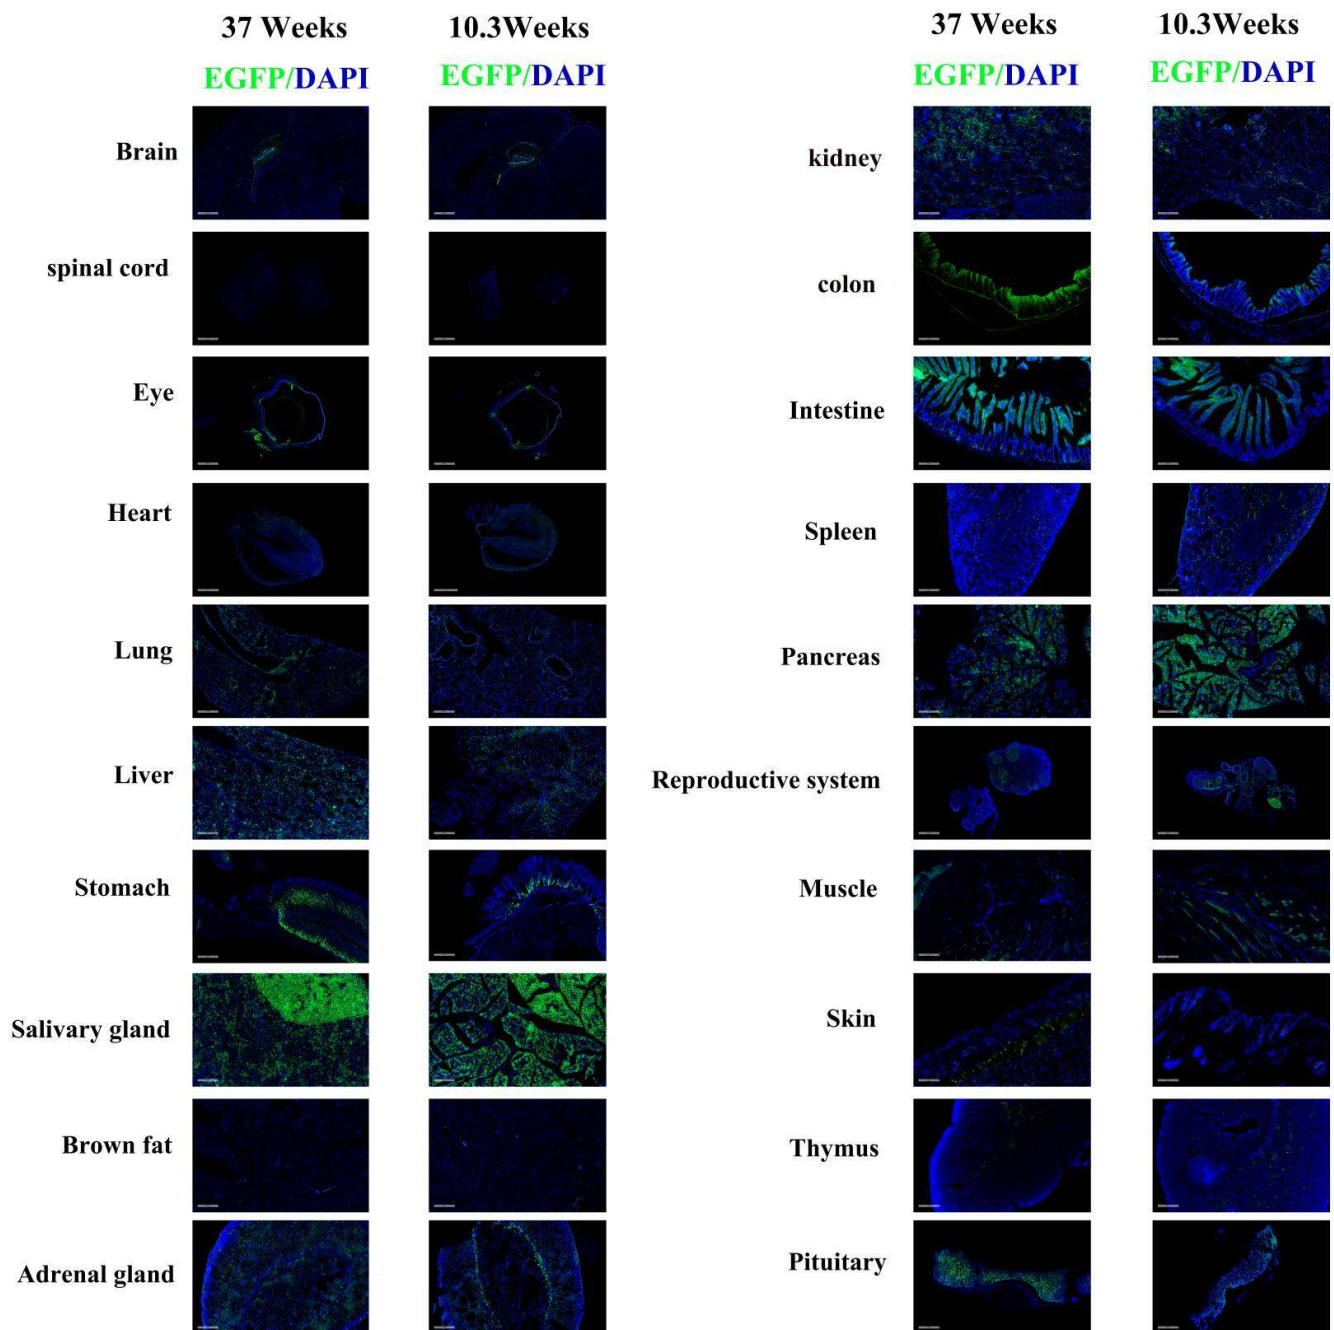 37 Weeks 10.3Weeks 37 Weeks 10.3Weeks
EGFP/DAPI EGFP/DAPI EGFP/DAPI EGFP/DAPI
Brain
spinal cord
Eye
Heart
Lung
Liver
Stomach
Salivary gland
Brown fat
Adrenal gland
kidney
colon
Intestine
Spleen
Pancreas
Reproductive system
Muscle
Skin
Thymus
Pituitary